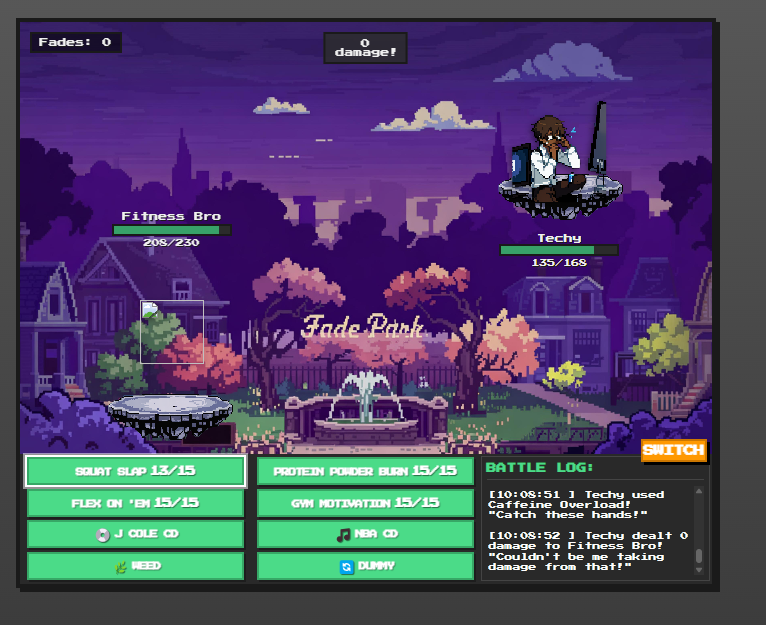 Fades: 0
0
damage!
Fitness Bro
208/230
Techy
135/168
Fade Park
SWITCH
SQUAT SLAP 13/15
PROTEIN POWDER BURN 15/15
FLEX ON 'EM 15/15
GYM MOTIVATION 15/15
J COLE CD
NBA CD
WEED
DUMMY
BATTLE LOG:
[10:08:51 ] Techy used
Caffeine Overload!
"Catch these hands!"
[10:08:52 ] Techy dealt 0
damage to Fitness Bro!
"Couldn't be me taking
damage from that!"